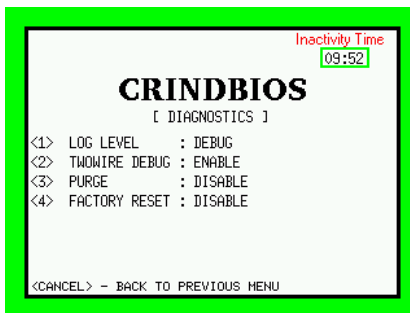 Inactivity Time
09:52
CRINDBIOS
[ DIAGNOSTICS ]
<1> LOG LEVEL : DEBUG
<2> TWOWIRE DEBUG : ENABLE
<3> PURGE : DISABLE
<4> FACTORY RESET : DISABLE
<CANCEL> - BACK TO PREVIOUS MENU